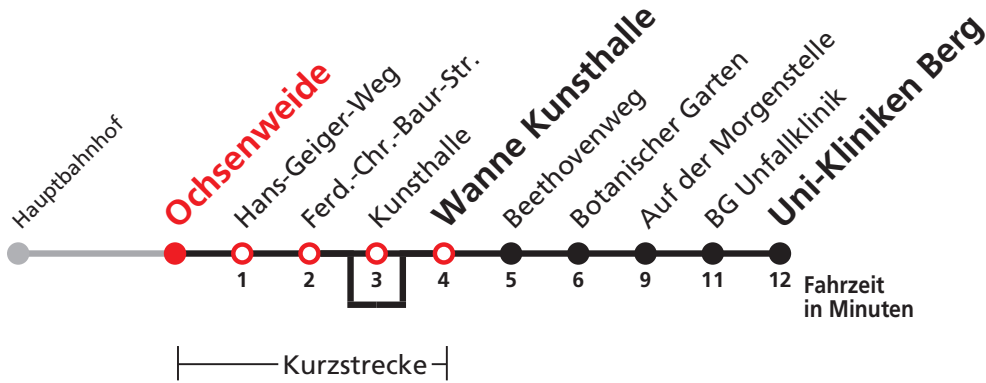 Hauptbahnhof
Ochsenweide
Hans-Geiger-Weg
Ferd.-Chr.-Baur-Str.
Kunsthalle
Wanne Kunsthalle
Beethovenweg
Botanischer Garten
Auf der Morgenstelle
BG Unfallklinik
Uni-Kliniken Berg
1 2 3 4 5 6 9 11 12
Fahrzeit
in Minuten
Kurzstrecke